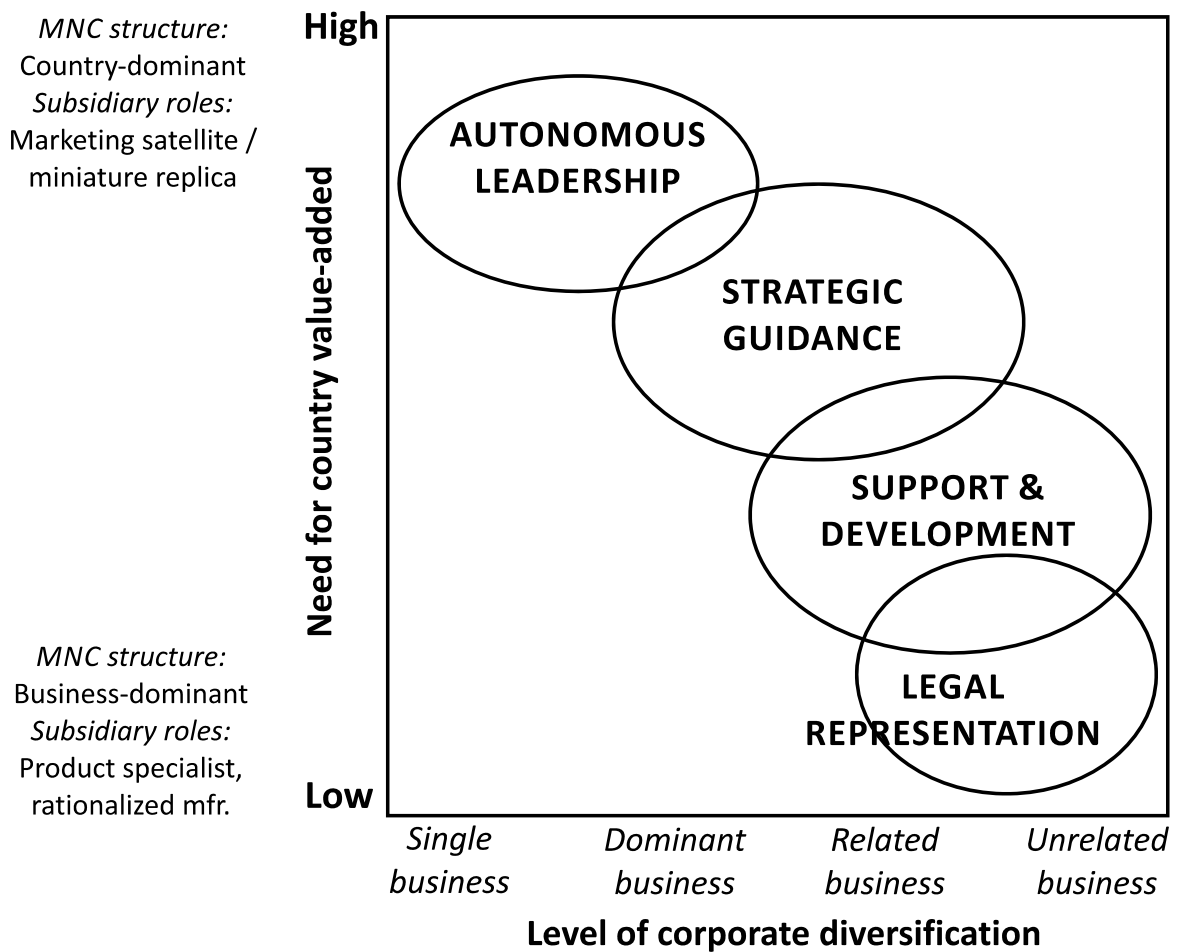 MNC structure:
Country-dominant
Subsidiary roles:
Marketing satellite /
miniature replica
High
AUTONOMOUS
LEADERSHIP
STRATEGIC
GUIDANCE
Need for country value-added
SUPPORT &
DEVELOPMENT
MNC structure:
Business-dominant
Subsidiary roles:
Product specialist,
rationalized mfr.
LEGAL
REPRESENTATION
Low
Single
business
Dominant
business
Related
business
Unrelated
business
Level of corporate diversification